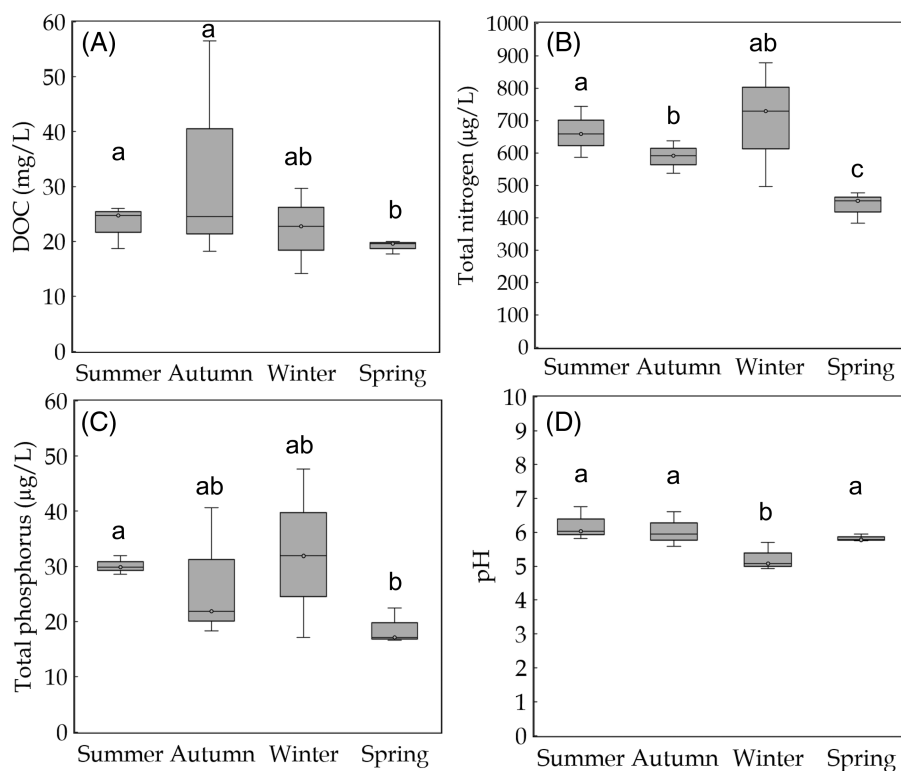 (A)
DOC (mg/L)
60
50
40
30
20
10
0
a
a
ab
b
Summer Autumn Winter Spring
(B)
Total nitrogen (µg/L)
1000
900
800
700
600
500
400
300
200
100
0
a
b
ab
c
Summer Autumn Winter Spring
(C)
Total phosphorus (µg/L)
60
50
40
30
20
10
0
a
ab
ab
b
Summer Autumn Winter Spring
(D)
pH
10
9
8
7
6
5
4
3
2
1
0
a
a
b
a
Summer Autumn Winter Spring